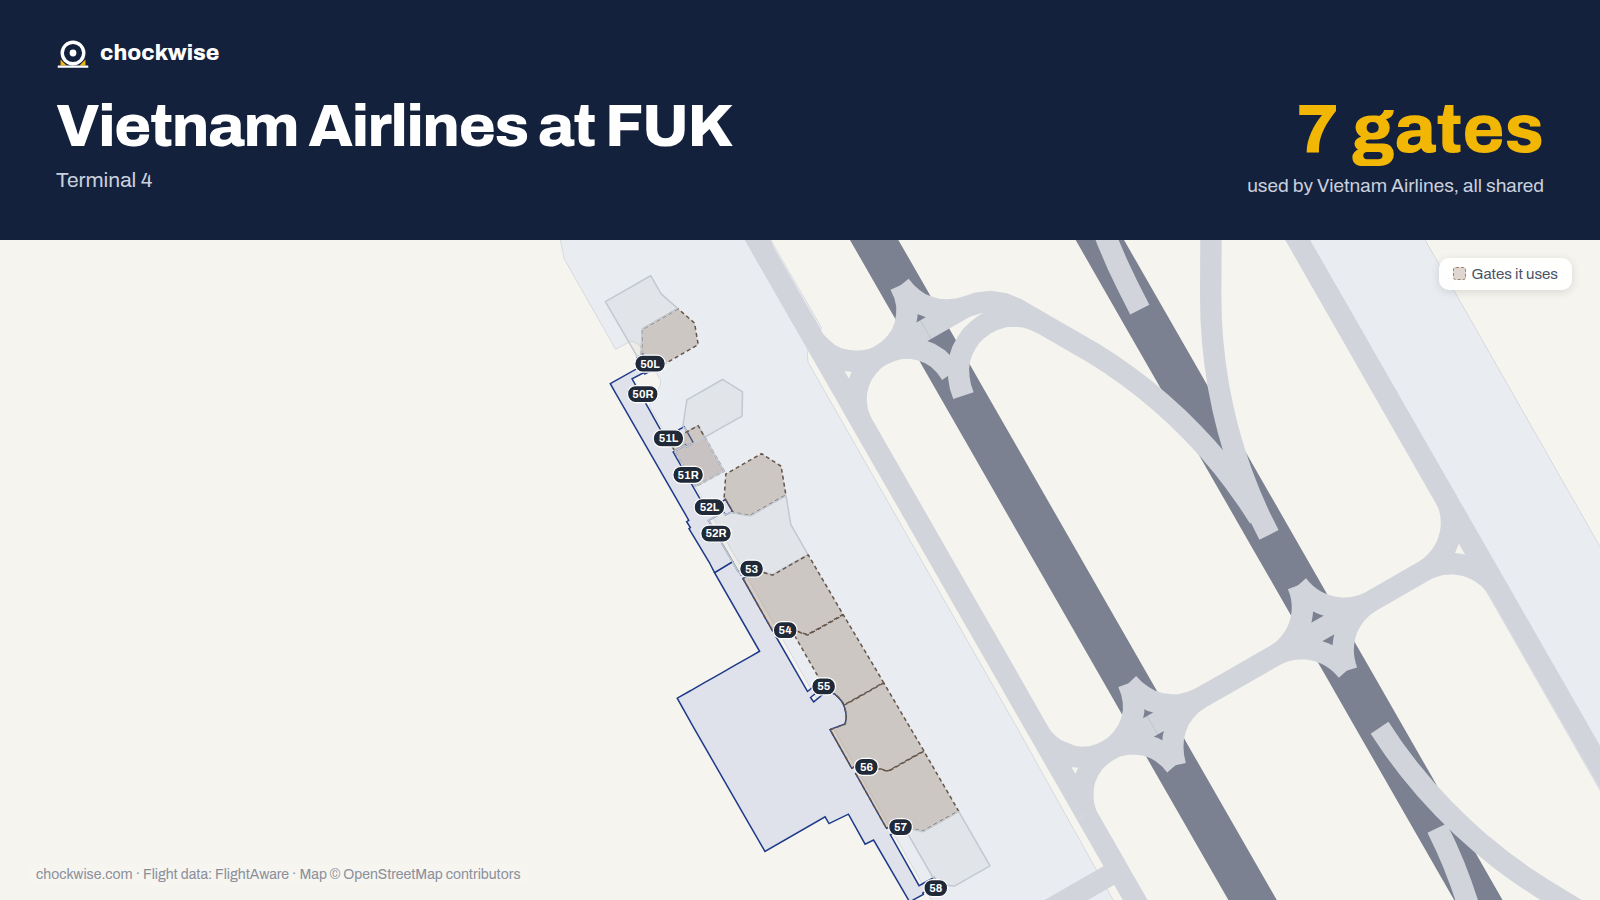 chockwise
Vietnam Airlines at FUK
Terminal 4
7 gates
used by Vietnam Airlines, all shared
Gates it uses
50L
50R
51L
51R
52L
52R
53
54
55
56
57
58
chockwise.com · Flight data: FlightAware · Map © OpenStreetMap contributors